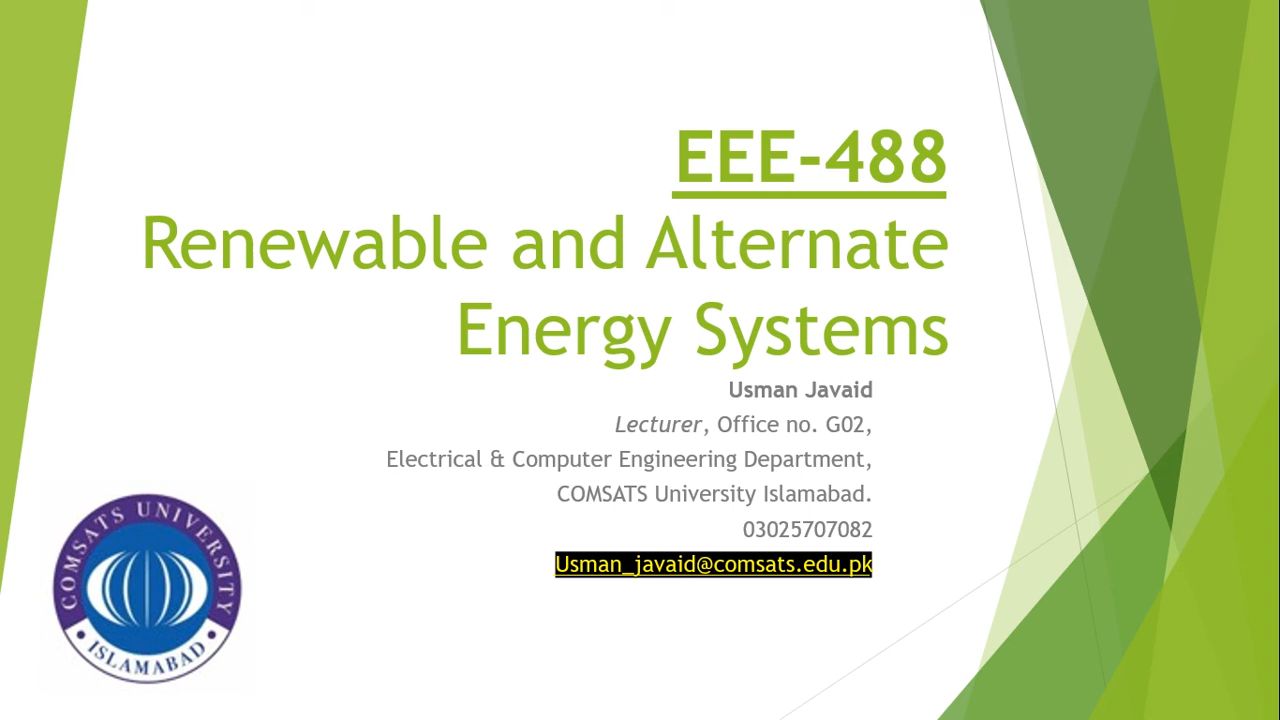 EEE-488
Renewable and Alternate
Energy Systems
Usman Javaid
Lecturer, Office no. G02,
Electrical & Computer Engineering Department,
COMSATS University Islamabad.
03025707082
Usman_javaid@comsats.edu.pk
COMSATS UNIVERSITY
ISLAMABAD